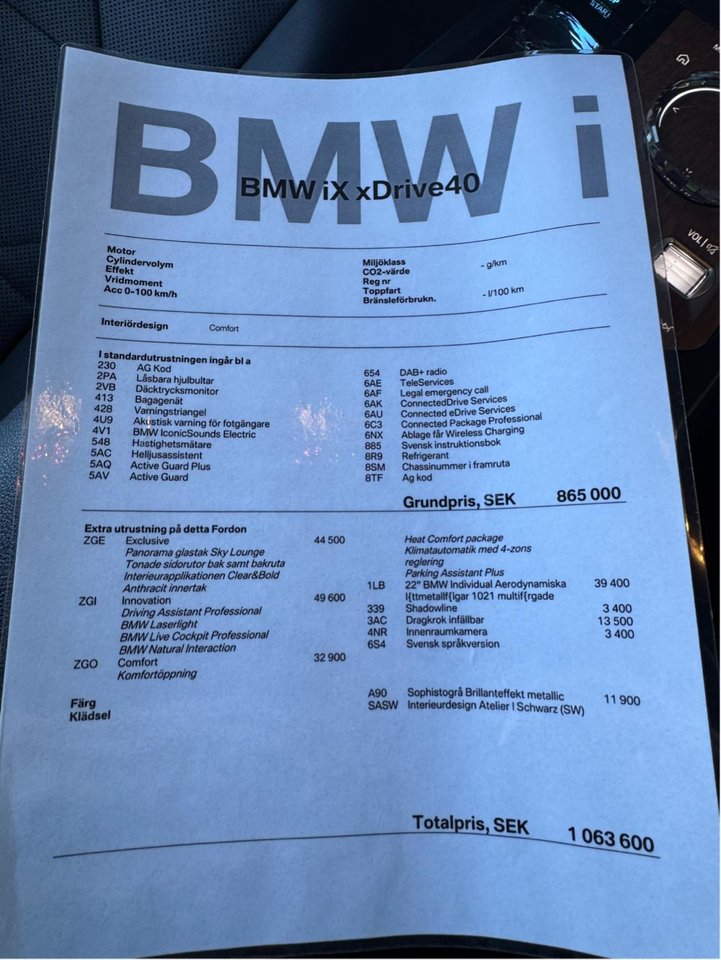 START
BMW i
BMW iX xDrive40
VOL
Motor
Cylindervolym
Effekt
Vridmoment
Acc 0-100 km/h
Miljöklass
CO2-värde - g/km
Reg nr
Toppfart
Bränsleförbrukn. - l/100 km
Interiördesign Comfort
I standardutrustningen ingår bl a
230 AG Kod
2PA Låsbara hjulbultar
2VB Däcktrycksmonitor
413 Bagagenät
428 Varningstriangel
4U9 Akustisk varning för fotgängare
4V1 BMW IconicSounds Electric
548 Hastighetsmätare
5AC Helljusassistent
5AQ Active Guard Plus
5AV Active Guard
654 DAB+ radio
6AE TeleServices
6AF Legal emergency call
6AK ConnectedDrive Services
6AU Connected eDrive Services
6C3 Connected Package Professional
6NX Ablage får Wireless Charging
885 Svensk instruktionsbok
8R9 Refrigerant
8SM Chassinummer i framruta
8TF Ag kod
Grundpris, SEK 865 000
Extra utrustning på detta Fordon
ZGE Exclusive 44 500
Panorama glastak Sky Lounge
Tonade sidorutor bak samt bakruta
Interieurapplikationen Clear&Bold
Anthracit innertak
ZGI Innovation 49 600
Driving Assistant Professional
BMW Laserlight
BMW Live Cockpit Professional
BMW Natural Interaction
ZGO Comfort 32 900
Komfortöppning
Heat Comfort package
Klimatautomatik med 4-zons
reglering
Parking Assistant Plus
1LB 22" BMW Individual Aerodynamiska 39 400
l{ttmetallf{lgar 1021 multif{rgade
339 Shadowline 3 400
3AC Dragkrok infällbar 13 500
4NR Innenraumkamera 3 400
6S4 Svensk språkversion
Färg A90 Sophistogrå Brillanteffekt metallic 11 900
Klädsel SASW Interieurdesign Atelier | Schwarz (SW)
Totalpris, SEK 1 063 600